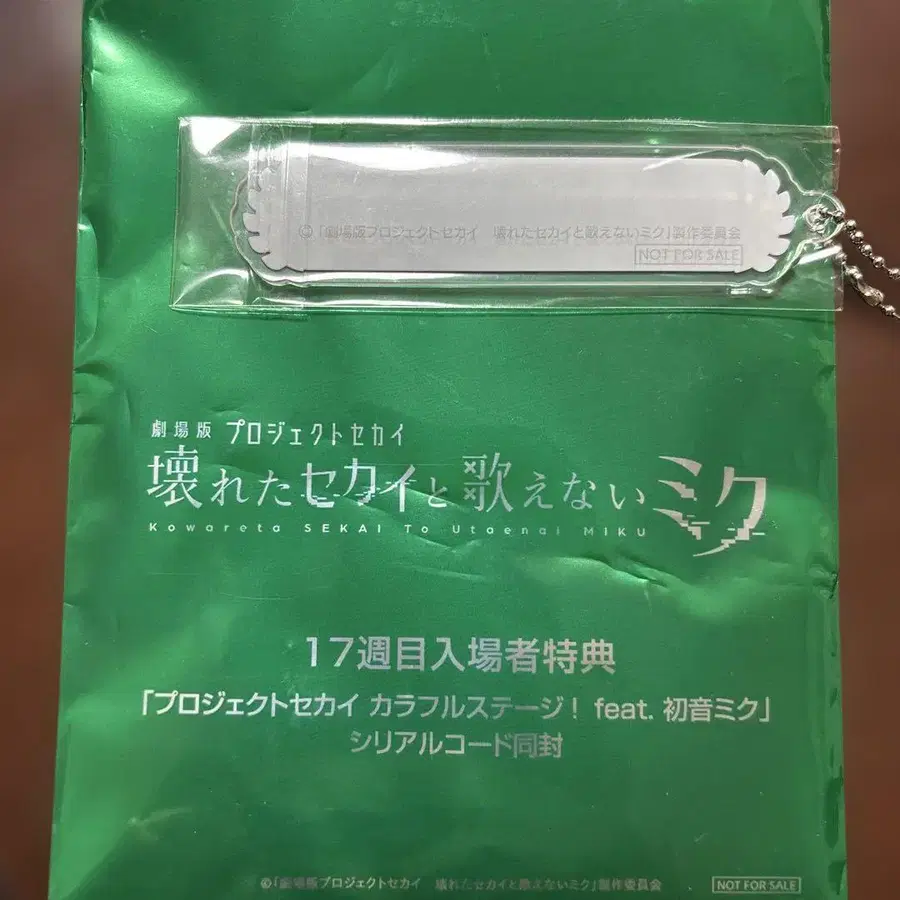 ©「劇場版プロジェクトセカイ 壊れたセカイと歌えないミク」製作委員会
NOT FOR SALE
劇場版 プロジェクトセカイ
壊れたセカイと歌えないミク
Kowareta SEKAI To Utaenai MIKU
17週目入場者特典
「プロジェクトセカイ カラフルステージ! feat. 初音ミク」
シリアルコード同封
©「劇場版プロジェクトセカイ 壊れたセカイと歌えないミク」製作委員会
NOT FOR SALE